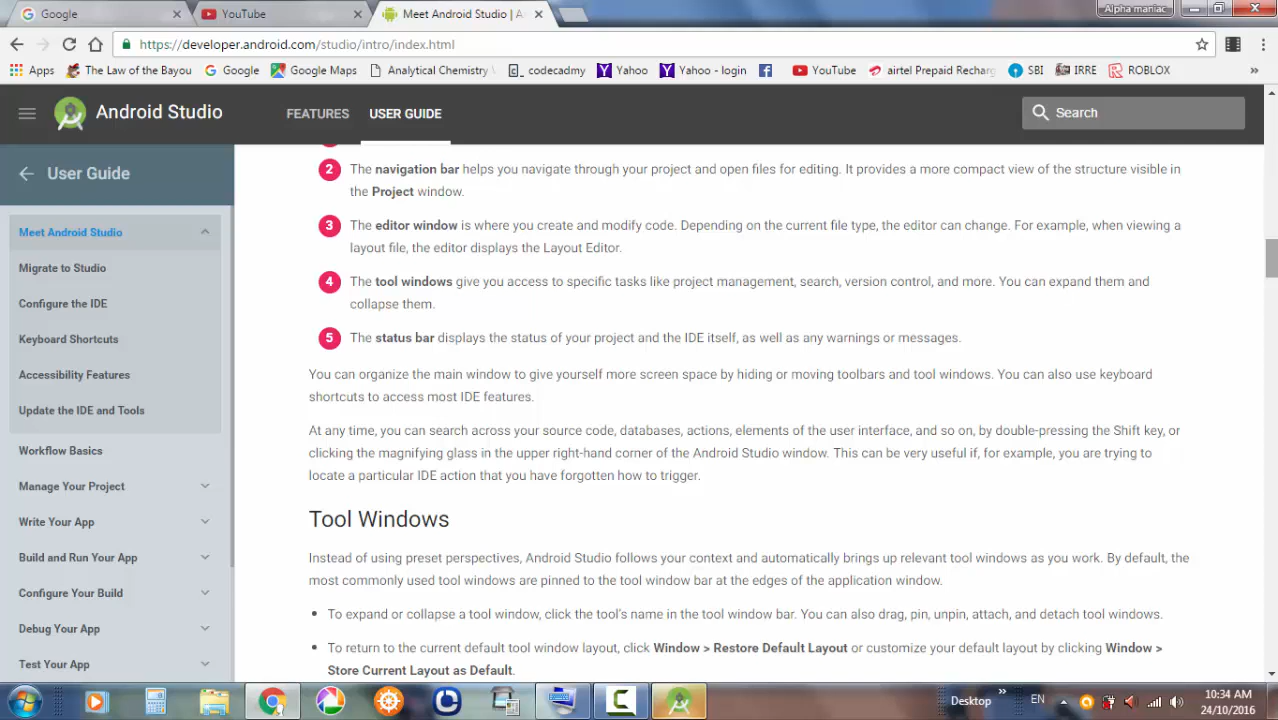 Google
YouTube
Meet Android Studio | A
Alpha maniac
https://developer.android.com/studio/intro/index.html
Apps
The Law of the Bayou
Google
Google Maps
Analytical Chemistry
codecadmy
Yahoo
Yahoo - login
YouTube
airtel Prepaid Recharg
SBI
IRRE
ROBLOX
Android Studio
FEATURES
USER GUIDE
Search
User Guide
Meet Android Studio
Migrate to Studio
Configure the IDE
Keyboard Shortcuts
Accessibility Features
Update the IDE and Tools
Workflow Basics
Manage Your Project
Write Your App
Build and Run Your App
Configure Your Build
Debug Your App
Test Your App
2 The navigation bar helps you navigate through your project and open files for editing. It provides a more compact view of the structure visible in
the Project window.
3 The editor window is where you create and modify code. Depending on the current file type, the editor can change. For example, when viewing a
layout file, the editor displays the Layout Editor.
4 The tool windows give you access to specific tasks like project management, search, version control, and more. You can expand them and
collapse them.
5 The status bar displays the status of your project and the IDE itself, as well as any warnings or messages.
You can organize the main window to give yourself more screen space by hiding or moving toolbars and tool windows. You can also use keyboard
shortcuts to access most IDE features.
At any time, you can search across your source code, databases, actions, elements of the user interface, and so on, by double-pressing the Shift key, or
clicking the magnifying glass in the upper right-hand corner of the Android Studio window. This can be very useful if, for example, you are trying to
locate a particular IDE action that you have forgotten how to trigger.
Tool Windows
Instead of using preset perspectives, Android Studio follows your context and automatically brings up relevant tool windows as you work. By default, the
most commonly used tool windows are pinned to the tool window bar at the edges of the application window.
• To expand or collapse a tool window, click the tool's name in the tool window bar. You can also drag, pin, unpin, attach, and detach tool windows.
• To return to the current default tool window layout, click Window > Restore Default Layout or customize your default layout by clicking Window >
Store Current Layout as Default.
Desktop
EN
10:34 AM
24/10/2016